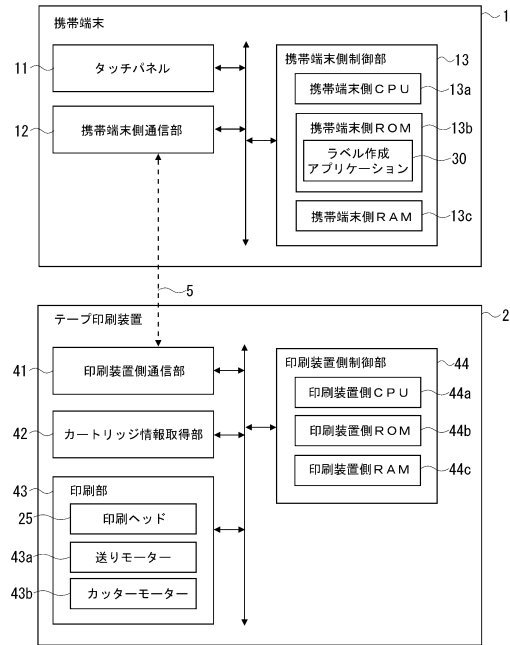 携帯端末
1
11
タッチパネル
12
携帯端末側通信部
携帯端末側制御部
13
携帯端末側CPU
13a
携帯端末側ROM
13b
ラベル作成
アプリケーション
30
携帯端末側RAM
13c
5
テープ印刷装置
2
41
印刷装置側通信部
42
カートリッジ情報取得部
43
印刷部
25
印刷ヘッド
43a
送りモーター
43b
カッターモーター
印刷装置側制御部
44
印刷装置側CPU
44a
印刷装置側ROM
44b
印刷装置側RAM
44c